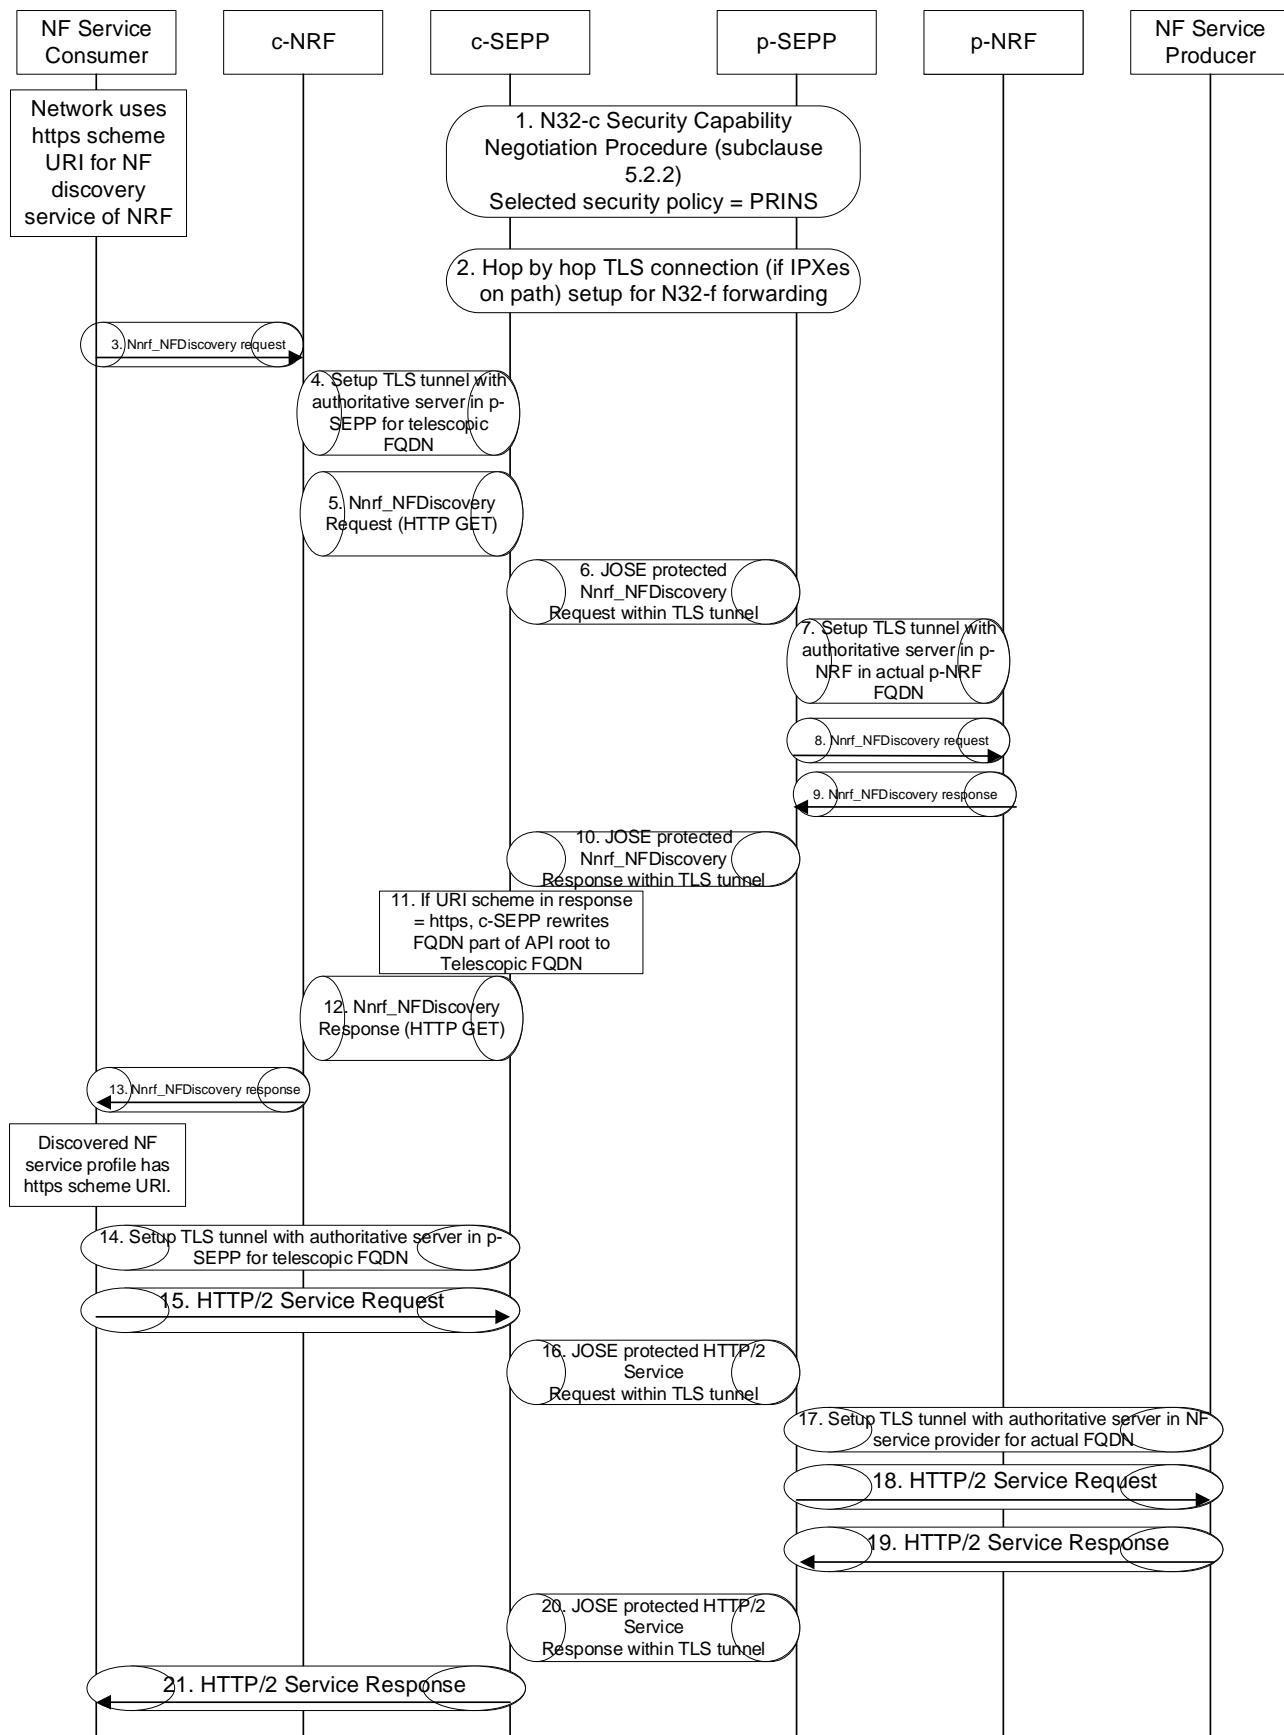 NF Service
Consumer
c-NRF
c-SEPP
p-SEPP
p-NRF
NF Service
Producer
Network uses
https scheme
URI for NF
discovery
service of NRF
1. N32-c Security Capability
Negotiation Procedure (subclause
5.2.2)
Selected security policy = PRINS
2. Hop by hop TLS connection (if IPXes
on path) setup for N32-f forwarding
3. Nnrf_NFDiscovery request
4. Setup TLS tunnel with
authoritative server in p-
SEPP for telescopic
FQDN
5. Nnrf_NFDiscovery
Request (HTTP GET)
6. JOSE protected
Nnrf_NFDiscovery
Request within TLS tunnel
7. Setup TLS tunnel with
authoritative server in p-
NRF in actual p-NRF
FQDN
8. Nnrf_NFDiscovery request
9. Nnrf_NFDiscovery response
10. JOSE protected
Nnrf_NFDiscovery
Response within TLS tunnel
11. If URI scheme in response
= https, c-SEPP rewrites
FQDN part of API root to
Telescopic FQDN
12. Nnrf_NFDiscovery
Response (HTTP GET)
13. Nnrf_NFDiscovery response
Discovered NF
service profile has
https scheme URI.
14. Setup TLS tunnel with authoritative server in p-
SEPP for telescopic FQDN
15. HTTP/2 Service Request
16. JOSE protected HTTP/2
Service
Request within TLS tunnel
17. Setup TLS tunnel with authoritative server in NF
service provider for actual FQDN
18. HTTP/2 Service Request
19. HTTP/2 Service Response
20. JOSE protected HTTP/2
Service
Response within TLS tunnel
21. HTTP/2 Service Response